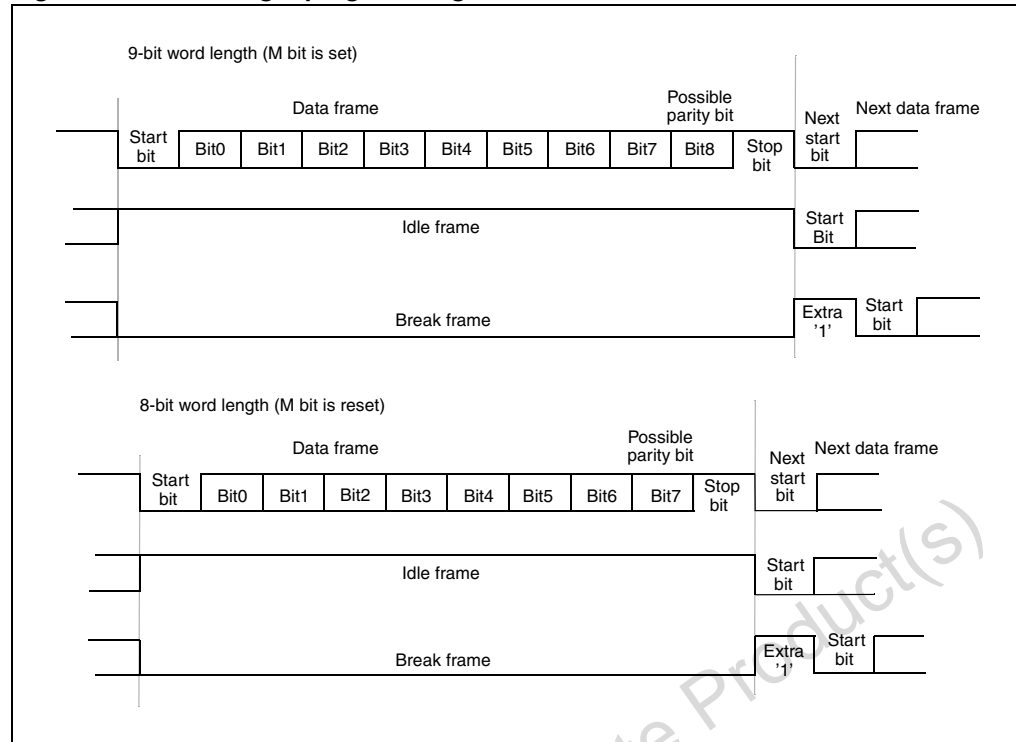 9-bit word length (M bit is set)
Data frame
Possible
parity bit
Next data frame
Start
bit
Bit0 Bit1 Bit2 Bit3 Bit4 Bit5 Bit6 Bit7 Bit8
Stop
bit
Next
start
bit
Idle frame
Start
Bit
Break frame
Extra
'1'
Start
bit
8-bit word length (M bit is reset)
Data frame
Possible
parity bit
Next data frame
Start
bit
Bit0 Bit1 Bit2 Bit3 Bit4 Bit5 Bit6 Bit7
Stop
bit
Next
start
bit
Idle frame
Start
bit
Break frame
Extra
'1'
Start
bit
Product(s)